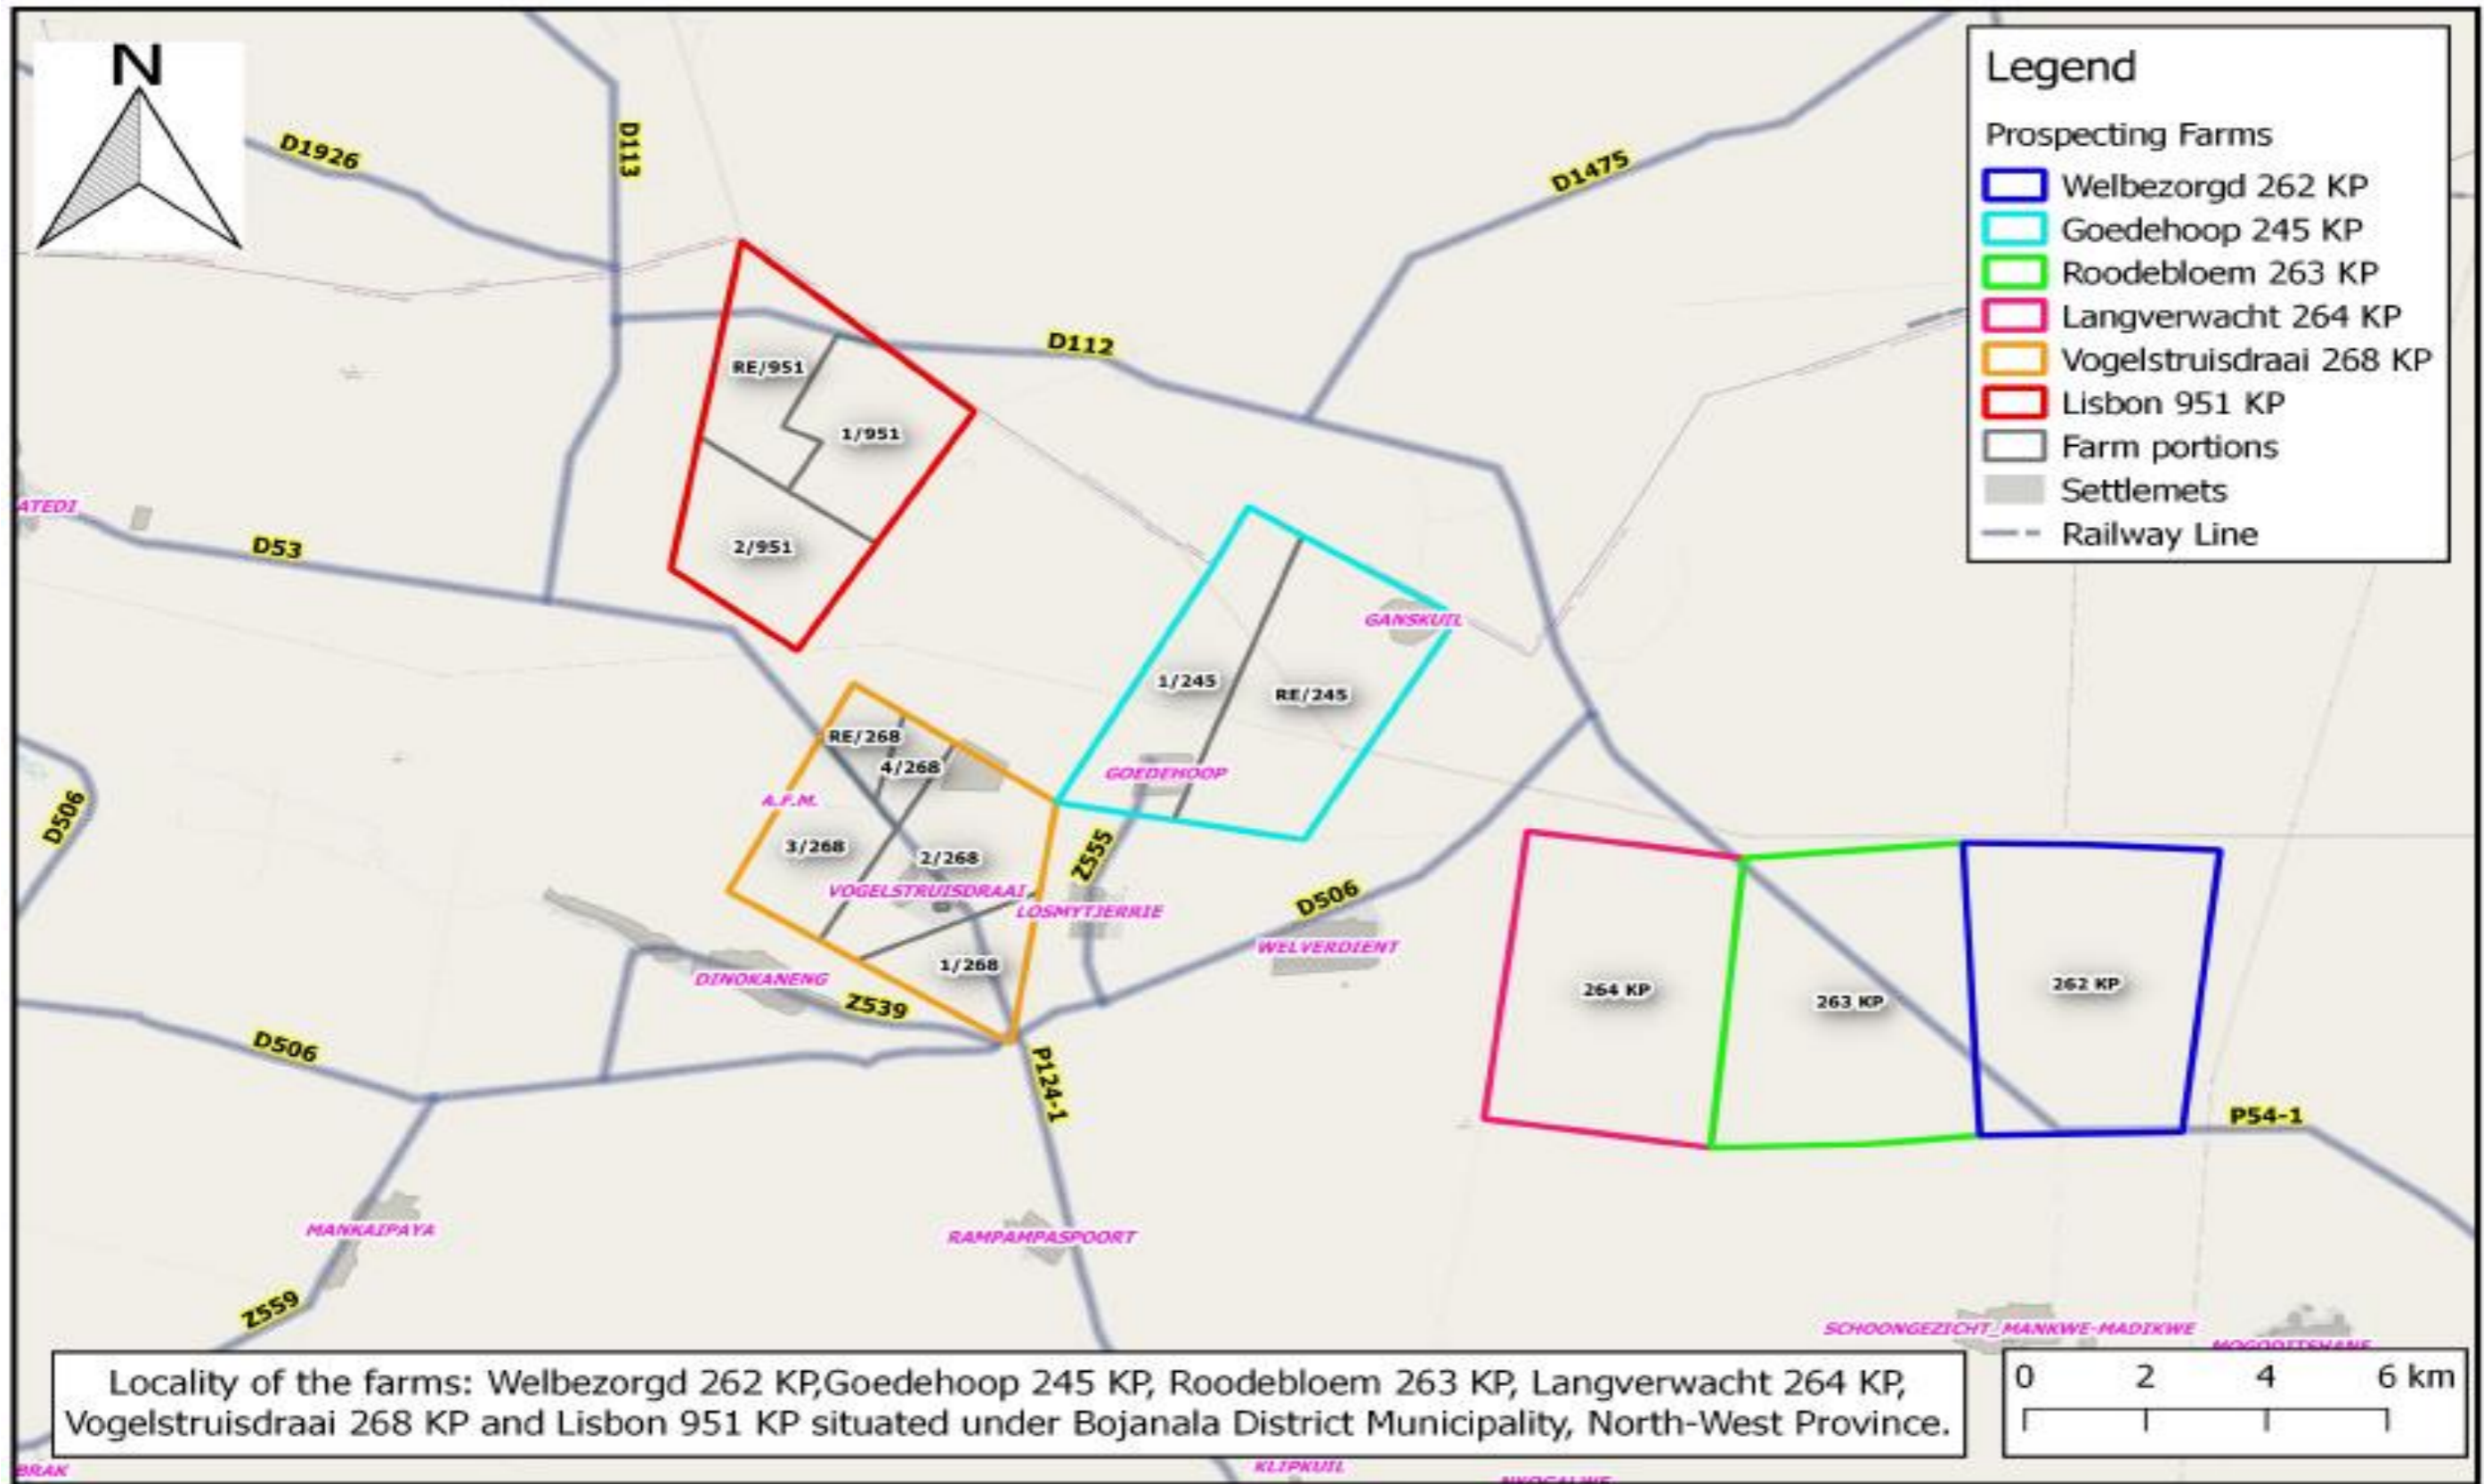 N
Legend
Prospecting Farms
Welbezorgd 262 KP
Goedehoop 245 KP
Roodebloem 263 KP
Langverwacht 264 KP
Vogelstruisdraai 268 KP
Lisbon 951 KP
Farm portions
Settlemets
Railway Line
D1926
D113
D1475
D112
RE/951
1/951
2/951
ATEDI
D53
GANSKUIL
1/245
RE/245
GOEDEHOOP
RE/268
4/268
A.F.M.
3/268
2/268
VOGELSTRUISDRAAI
1/268
D506
Z555
LOSMYTJERRIE
D506
WELVERDIENT
DINOKANENG
Z539
264 KP
263 KP
262 KP
D506
P124-1
P54-1
MANKAIPAYA
RAMPAMPASPOORT
Z559
SCHOONGEZICHT_MANKWE-MADIKWE
MOGODITSHANE
Locality of the farms: Welbezorgd 262 KP,Goedehoop 245 KP, Roodebloem 263 KP, Langverwacht 264 KP,
Vogelstruisdraai 268 KP and Lisbon 951 KP situated under Bojanala District Municipality, North-West Province.
0 2 4 6 km
BRAK
KLIPKUIL